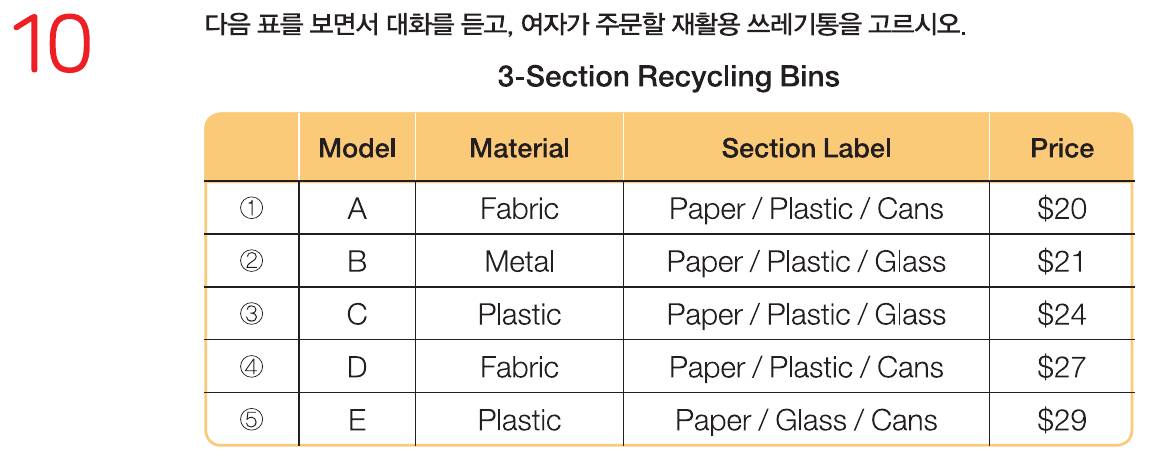 10
다음 표를 보면서 대화를 듣고, 여자가 주문할 재활용 쓰레기통을 고르시오.
3-Section Recycling Bins
Model Material Section Label Price
① A Fabric Paper / Plastic / Cans $20
② B Metal Paper / Plastic / Glass $21
③ C Plastic Paper / Plastic / Glass $24
④ D Fabric Paper / Plastic / Cans $27
⑤ E Plastic Paper / Glass / Cans $29